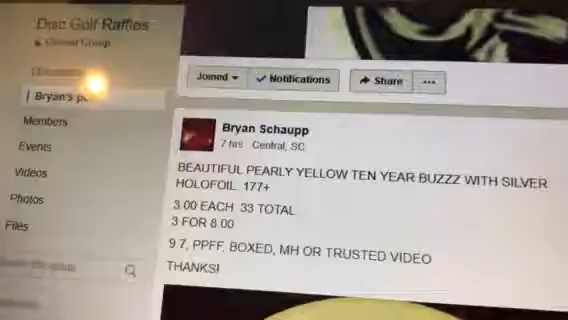 Disc Golf Raffles
Closed Group
Joined
Notifications
Share
Discussion
Bryan's
Members
Events
Videos
Photos
Files
Bryan Schaupp
7 hrs · Central, SC
BEAUTIFUL PEARLY YELLOW TEN YEAR BUZZZ WITH SILVER
HOLOFOIL. 177+
3.00 EACH. 33 TOTAL
3 FOR 8.00
9.7, PPFF, BOXED, MH OR TRUSTED VIDEO
THANKS!